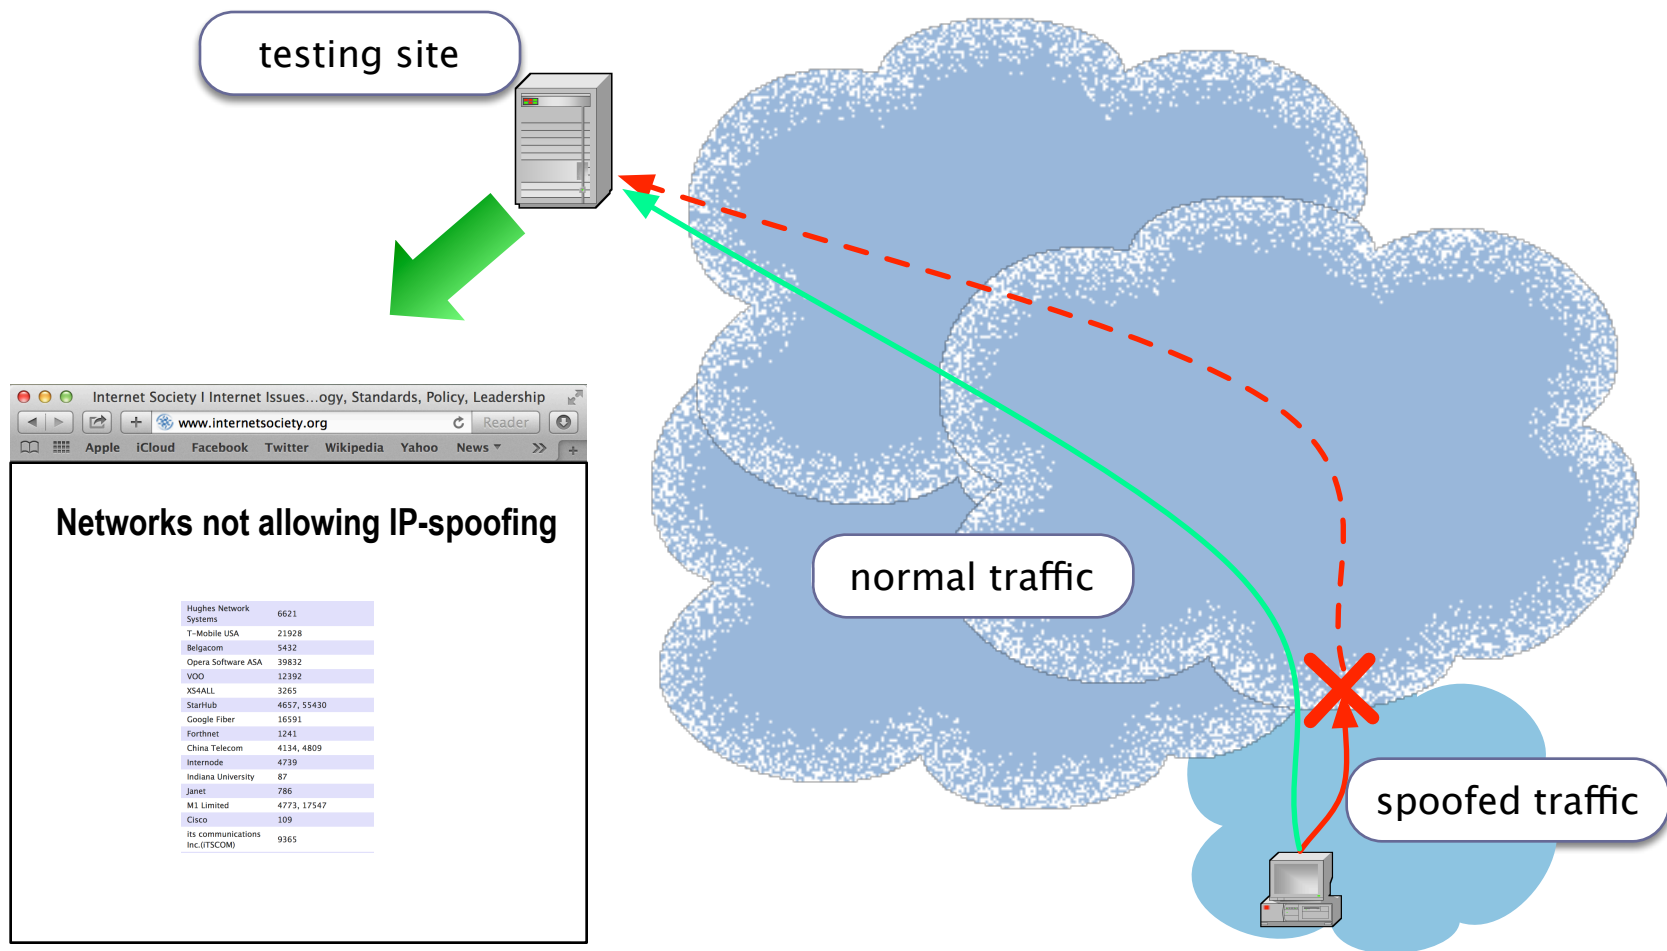 testing site
Internet Society I Internet Issues...ogy, Standards, Policy, Leadership
+ www.internetsociety.org Reader
Apple iCloud Facebook Twitter Wikipedia Yahoo News
Networks not allowing IP-spoofing
Hughes Network
Systems 6621
T-Mobile USA 21928
Belgacom 5432
Opera Software ASA 39832
VOO 12392
XS4ALL 3265
StarHub 4657, 55430
Google Fiber 16591
Forthnet 1241
China Telecom 4134, 4809
Internode 4739
Indiana University 87
Janet 786
M1 Limited 4773, 17547
Cisco 109
its communications
Inc.(iTSCOM) 9365
normal traffic
spoofed traffic